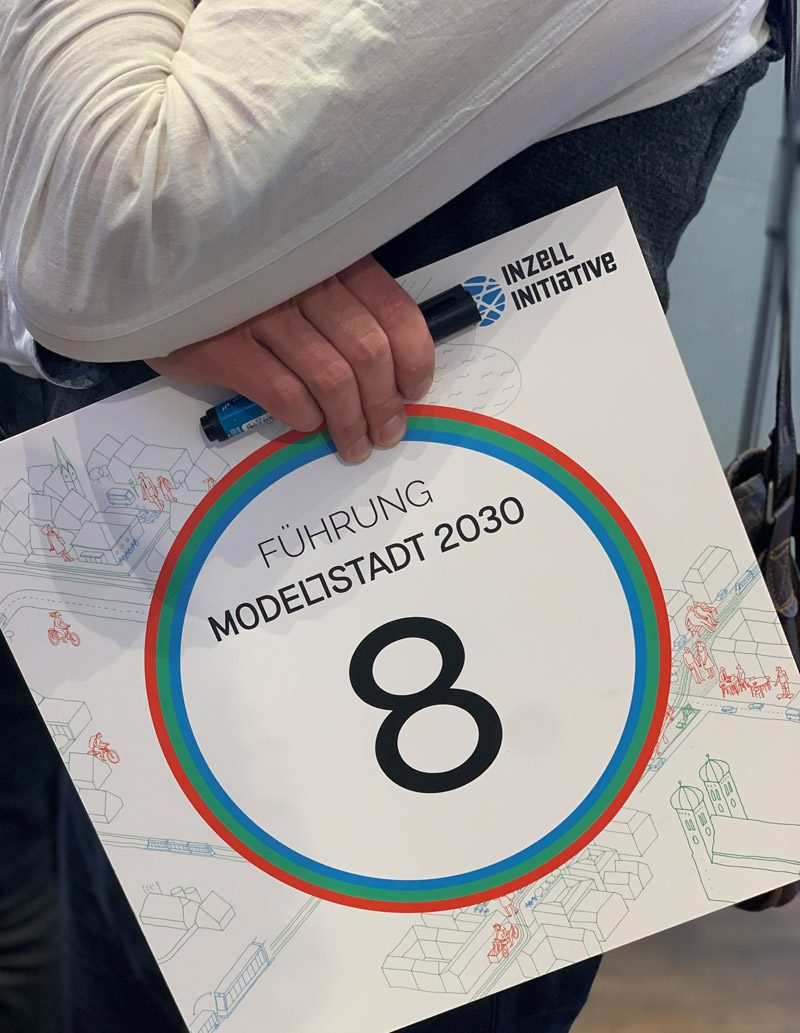 INZELL
INITIATIVE
FÜHRUNG
MODELLSTADT 2030
8